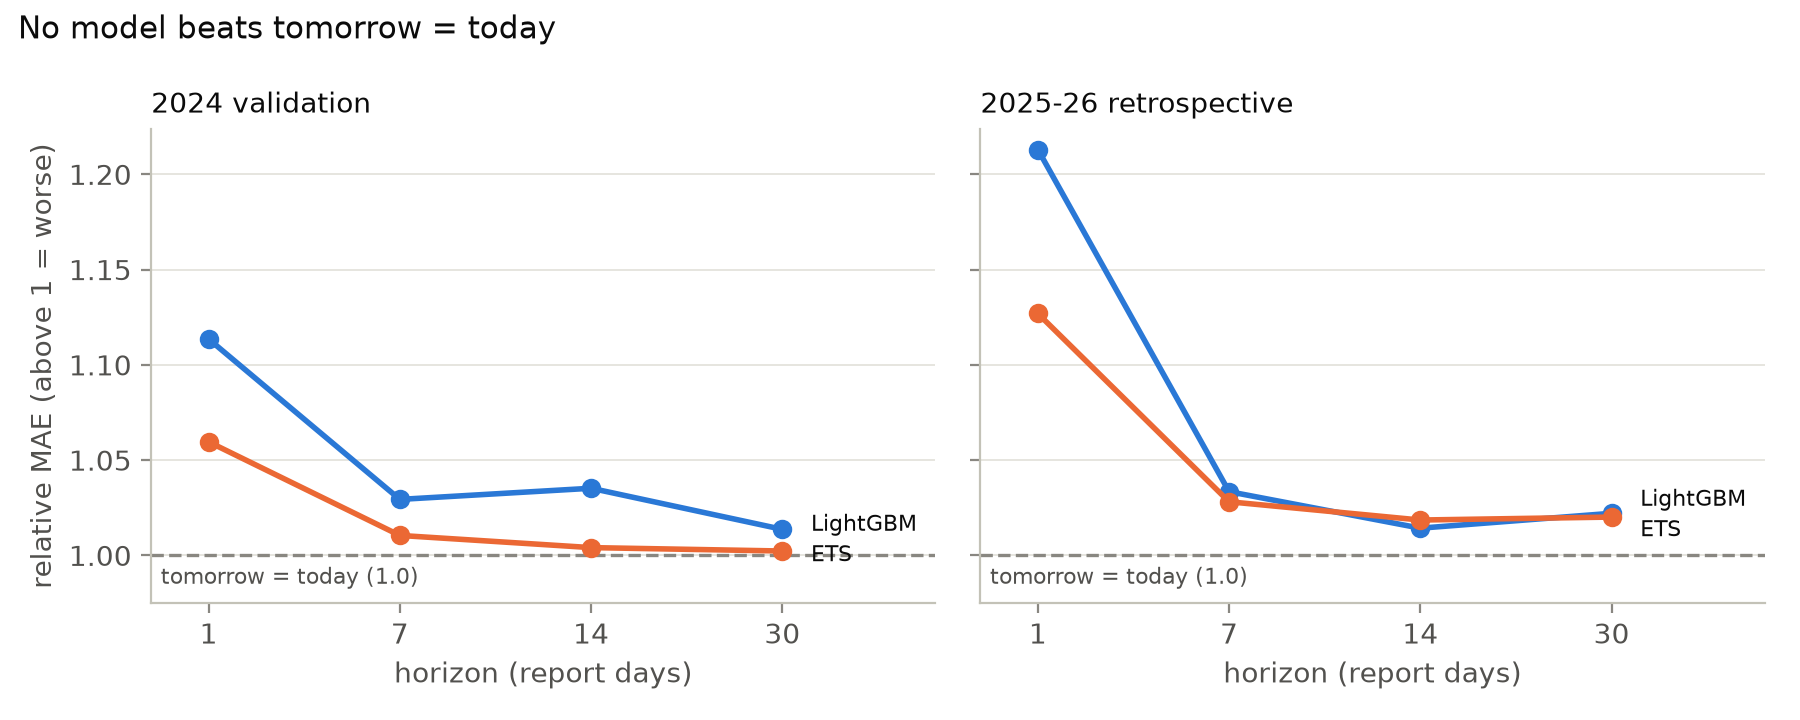 No model beats tomorrow = today
2024 validation
relative MAE (above 1 = worse)
1.20
1.15
1.10
1.05
1.00
LightGBM
ETS
tomorrow = today (1.0)
1 7 14 30
horizon (report days)
2025-26 retrospective
LightGBM
ETS
tomorrow = today (1.0)
1 7 14 30
horizon (report days)